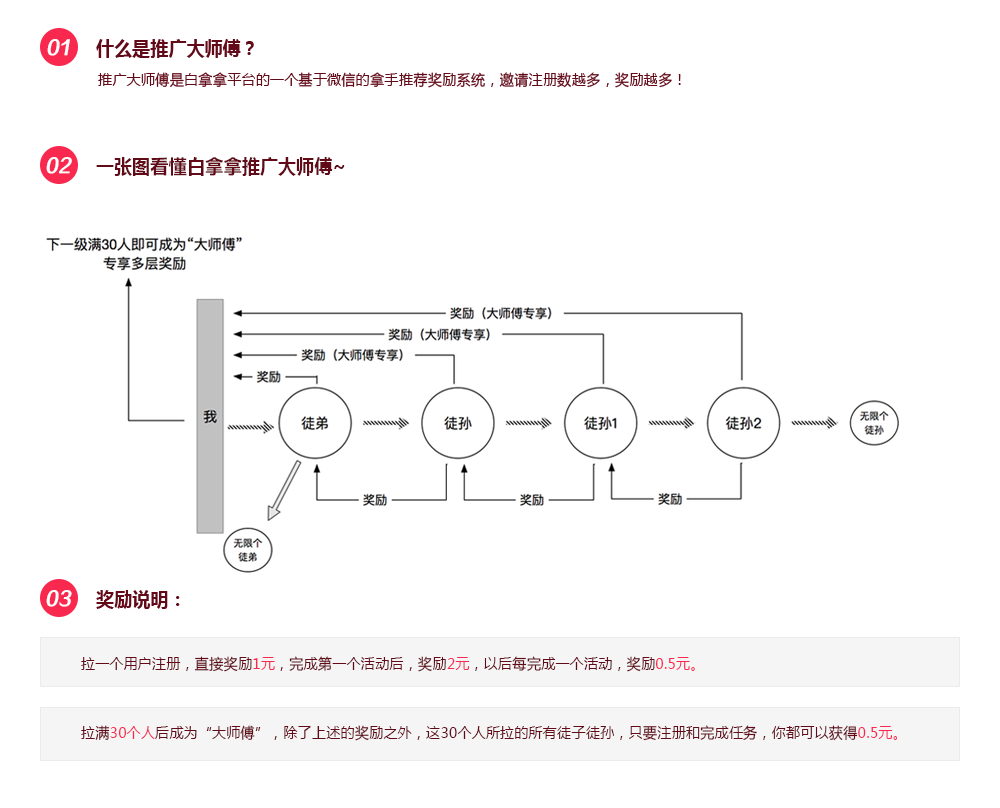 01 什么是推广大师傅？
推广大师傅是白拿拿平台的一个基于微信的拿手推荐奖励系统，邀请注册数越多，奖励越多！
02 一张图看懂白拿拿推广大师傅~
下一级满30人即可成为“大师傅”
专享多层奖励
奖励（大师傅专享）
奖励（大师傅专享）
奖励（大师傅专享）
奖励
我
徒弟
徒孙
徒孙1
徒孙2
无限个
徒孙
奖励
奖励
奖励
无限个
徒弟
03 奖励说明：
拉一个用户注册，直接奖励1元，完成第一个活动后，奖励2元，以后每完成一个活动，奖励0.5元。
拉满30个人后成为“大师傅”，除了上述的奖励之外，这30个人所拉的所有徒子徒孙，只要注册和完成任务，你都可以获得0.5元。